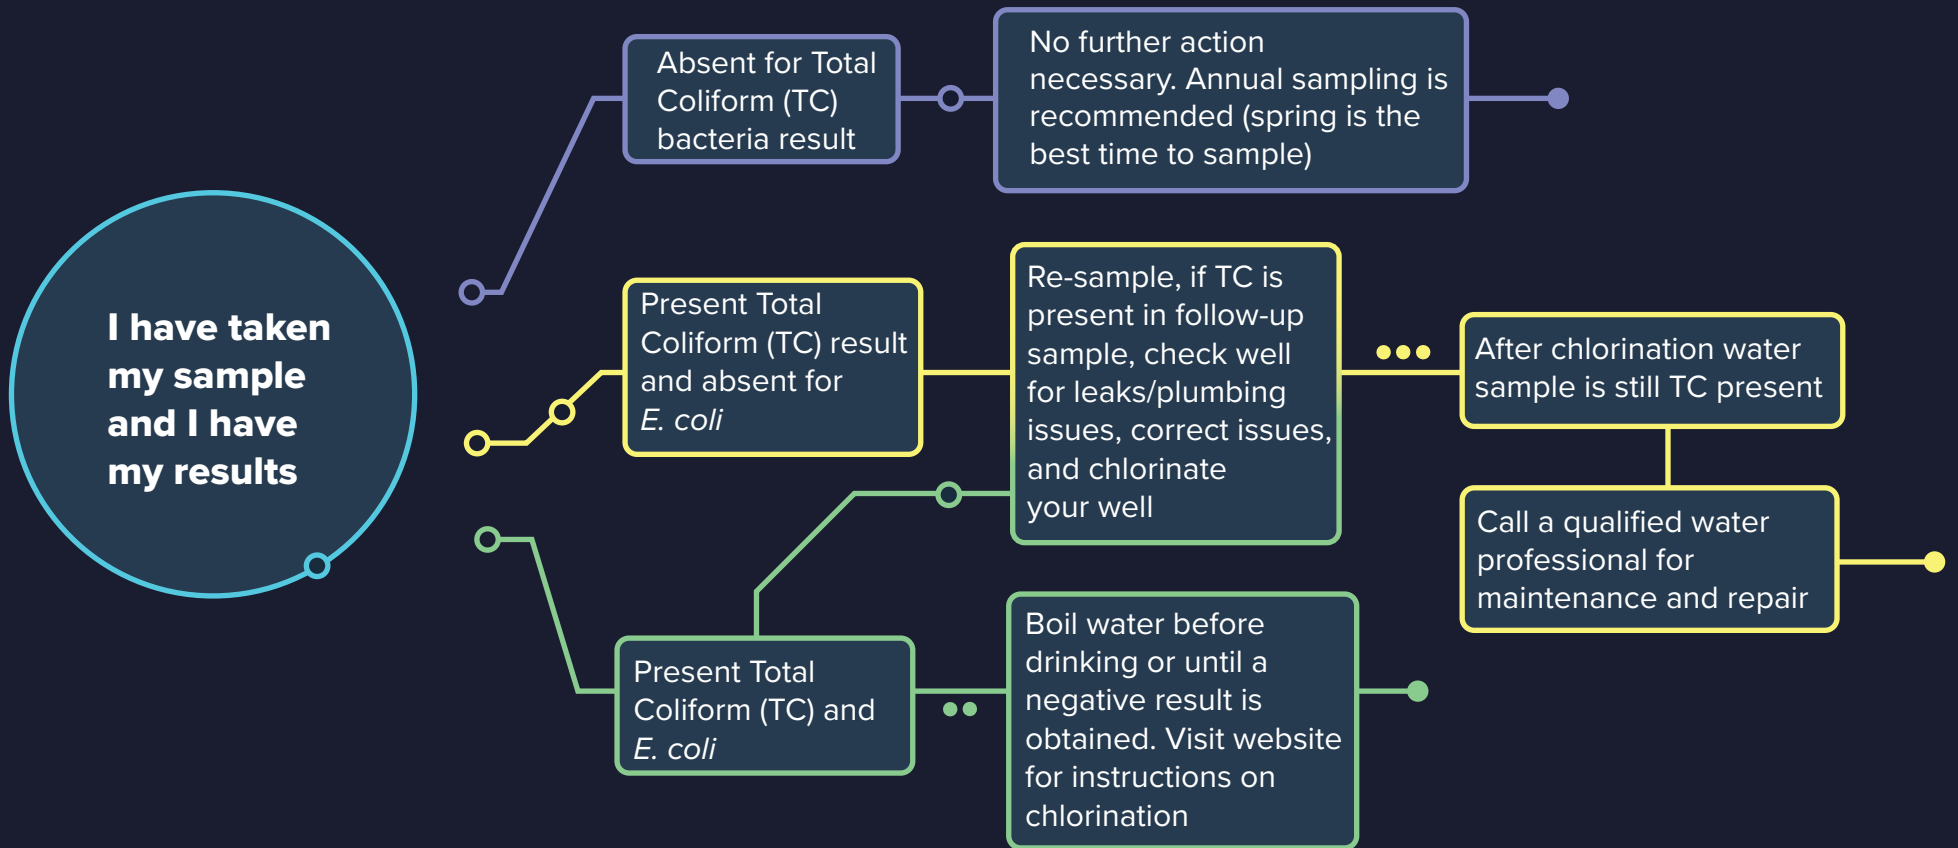 I have taken
my sample
and I have
my results
Absent for Total
Coliform (TC)
bacteria result
No further action
necessary. Annual sampling is
recommended (spring is the
best time to sample)
Present Total
Coliform (TC) result
and absent for
E. coli
Re-sample, if TC is
present in follow-up
sample, check well
for leaks/plumbing
issues, correct issues,
and chlorinate
your well
After chlorination water
sample is still TC present
Call a qualified water
professional for
maintenance and repair
Present Total
Coliform (TC) and
E. coli
Boil water before
drinking or until a
negative result is
obtained. Visit website
for instructions on
chlorination